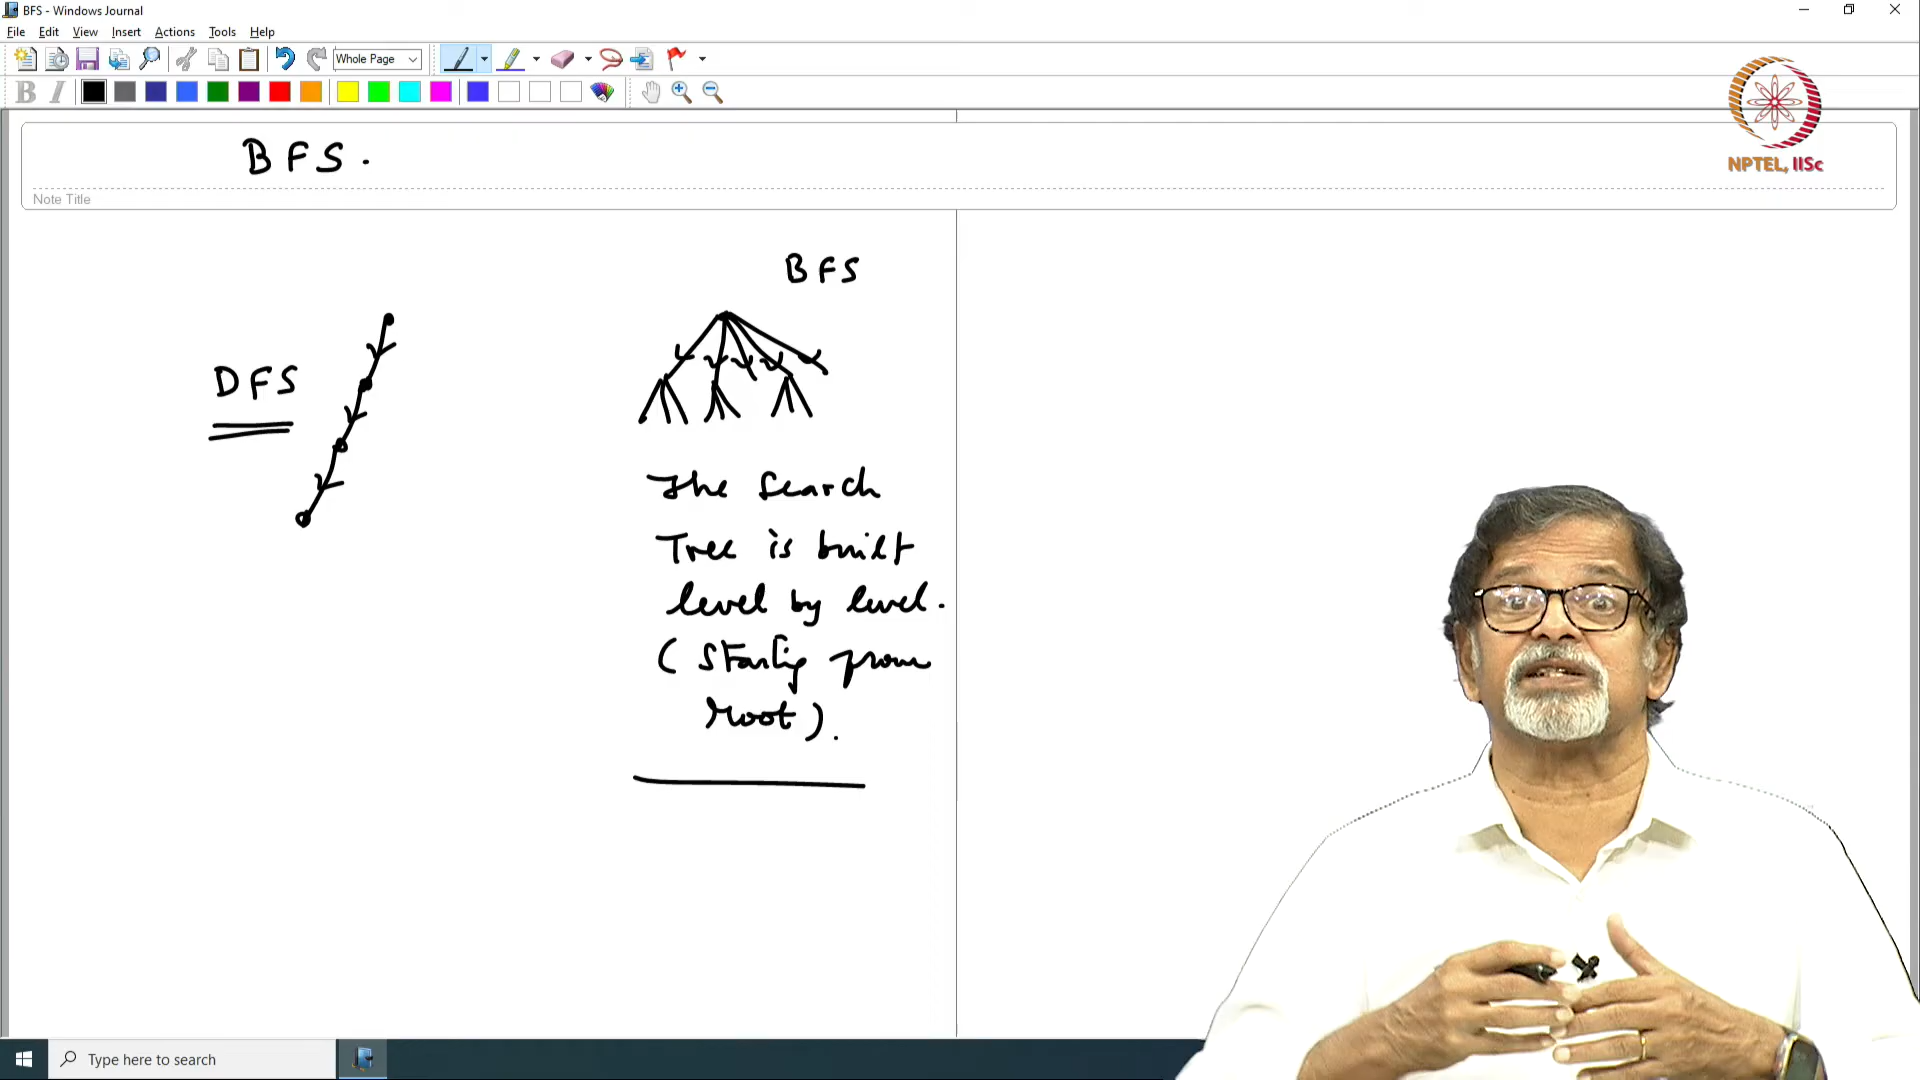 BFS - Windows Journal
File Edit View Insert Actions Tools Help
Whole Page
B I
NPTEL, IISc
BFS.
Note Title
BFS
DFS
The Search
Tree is built
level by level.
(Starting from
root).
Type here to search